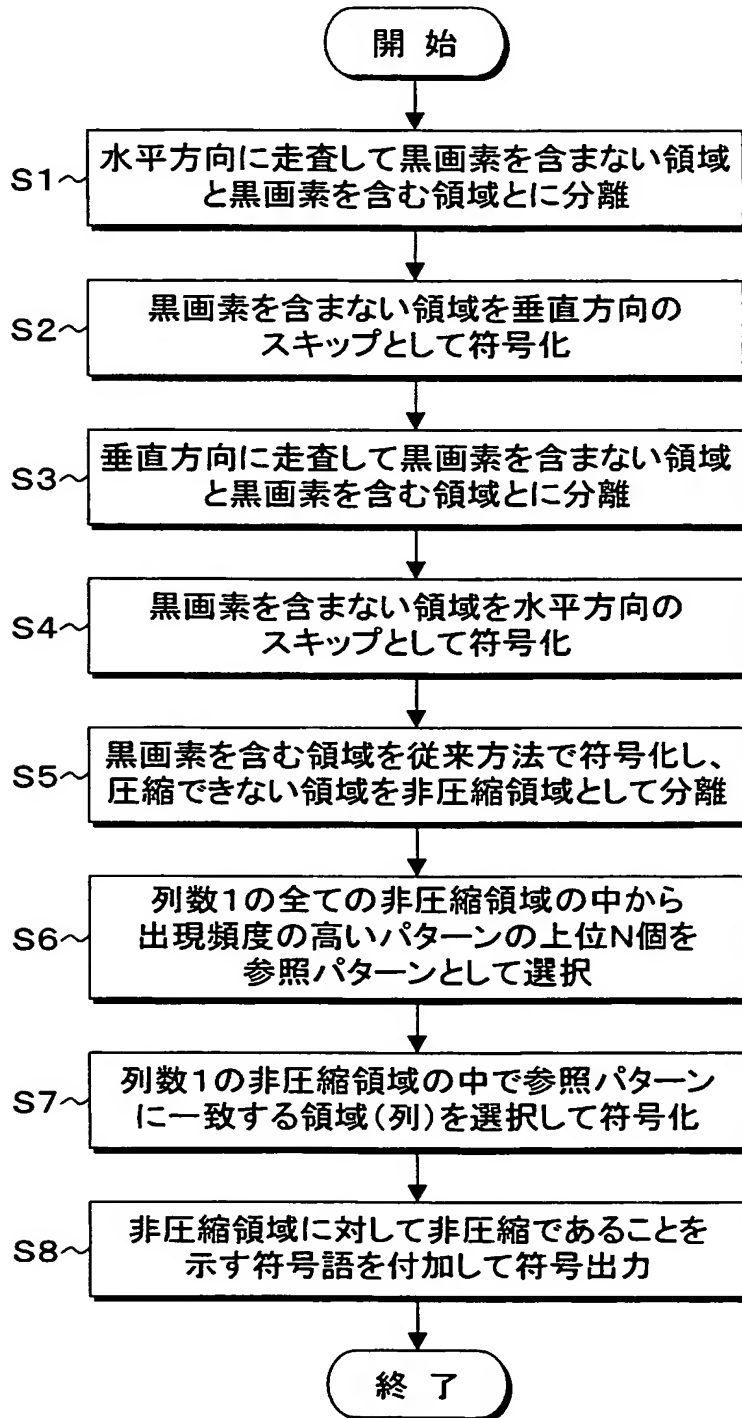 開 始
S1～
水平方向に走査して黒画素を含まない領域
と黒画素を含む領域とに分離
S2～
黒画素を含まない領域を垂直方向の
スキップとして符号化
S3～
垂直方向に走査して黒画素を含まない領域
と黒画素を含む領域とに分離
S4～
黒画素を含まない領域を水平方向の
スキップとして符号化
S5～
黒画素を含む領域を従来方法で符号化し、
圧縮できない領域を非圧縮領域として分離
S6～
列数1の全ての非圧縮領域の中から
出現頻度の高いパターンの上位N個を
参照パターンとして選択
S7～
列数1の非圧縮領域の中で参照パターン
に一致する領域(列)を選択して符号化
S8～
非圧縮領域に対して非圧縮であることを
示す符号語を付加して符号出力
終 了